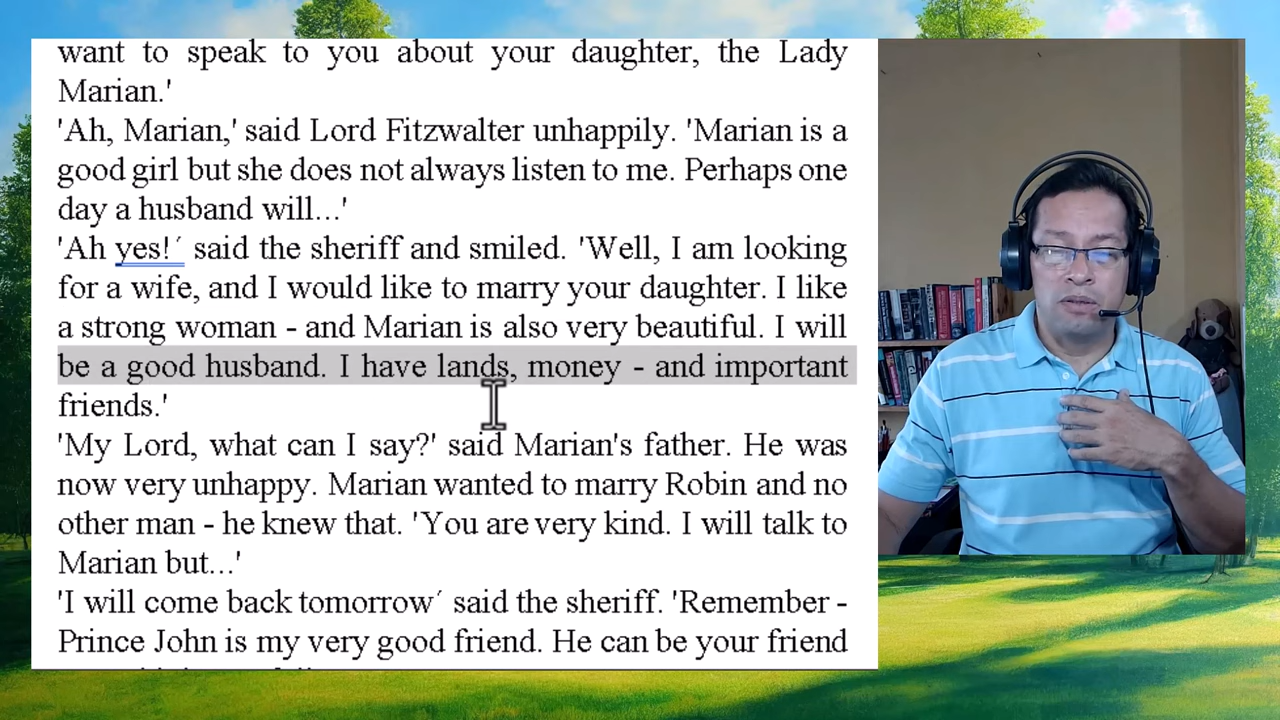 want to speak to you about your daughter, the Lady
Marian.'
'Ah, Marian,' said Lord Fitzwalter unhappily. 'Marian is a
good girl but she does not always listen to me. Perhaps one
day a husband will...'
'Ah yes!´ said the sheriff and smiled. 'Well, I am looking
for a wife, and I would like to marry your daughter. I like
a strong woman - and Marian is also very beautiful. I will
be a good husband. I have lands, money - and important
friends.'
'My Lord, what can I say?' said Marian's father. He was
now very unhappy. Marian wanted to marry Robin and no
other man - he knew that. 'You are very kind. I will talk to
Marian but...'
'I will come back tomorrow´ said the sheriff. 'Remember -
Prince John is my very good friend. He can be your friend